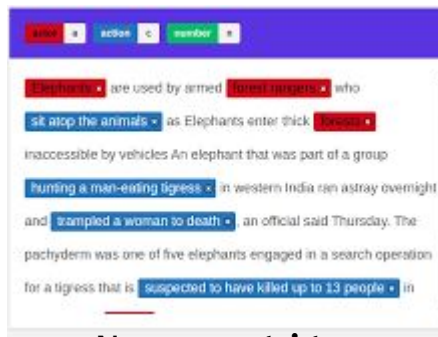 actor a action c number n
Elephants are used by armed forest rangers who
sit atop the animals as Elephants enter thick forests
inaccessible by vehicles An elephant that was part of a group
hunting a man-eating tigress in western India ran astray overnight
and trampled a woman to death , an official said Thursday. The
pachyderm was one of five elephants engaged in a search operation
for a tigress that is suspected to have killed up to 13 people in